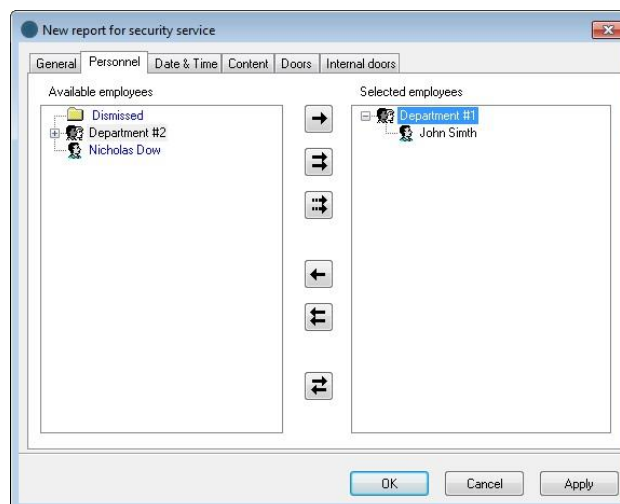 New report for security service
General Personnel Date & Time Content Doors Internal doors
Available employees
Dismissed
Department #2
Nicholas Dow
Selected employees
Department #1
John Simth
OK Cancel Apply